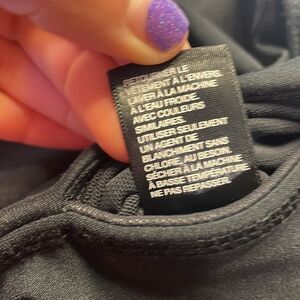 RETOURNER LE
VÊTEMENT À L'ENVERS.
LAVER À LA MACHINE
À L'EAU FROIDE.
AVEC COULEURS
SIMILAIRES.
UTILISER SEULEMENT
UN AGENT DE
BLANCHIMENT SANS
CHLORE, AU BESOIN.
SÉCHER À LA MACHINE
À BASSE TEMPÉRATURE.
NE PAS REPASSER.